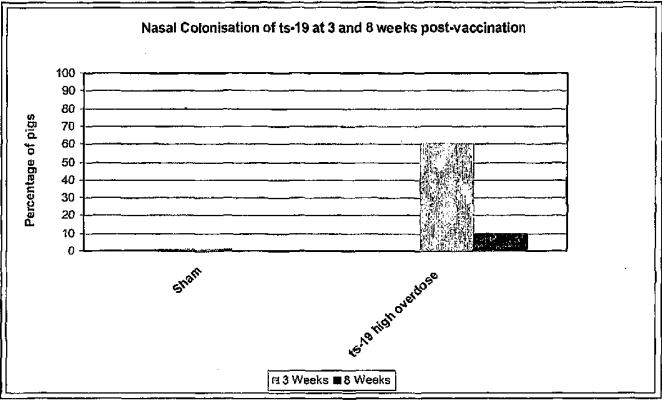 Nasal Colonisation of ts-19 at 3 and 8 weeks post-vaccination
Percentage of pigs
100
90
80
70
60
50
40
30
20
10
0
Sham
ts-19 high overdose
3 Weeks 8 Weeks